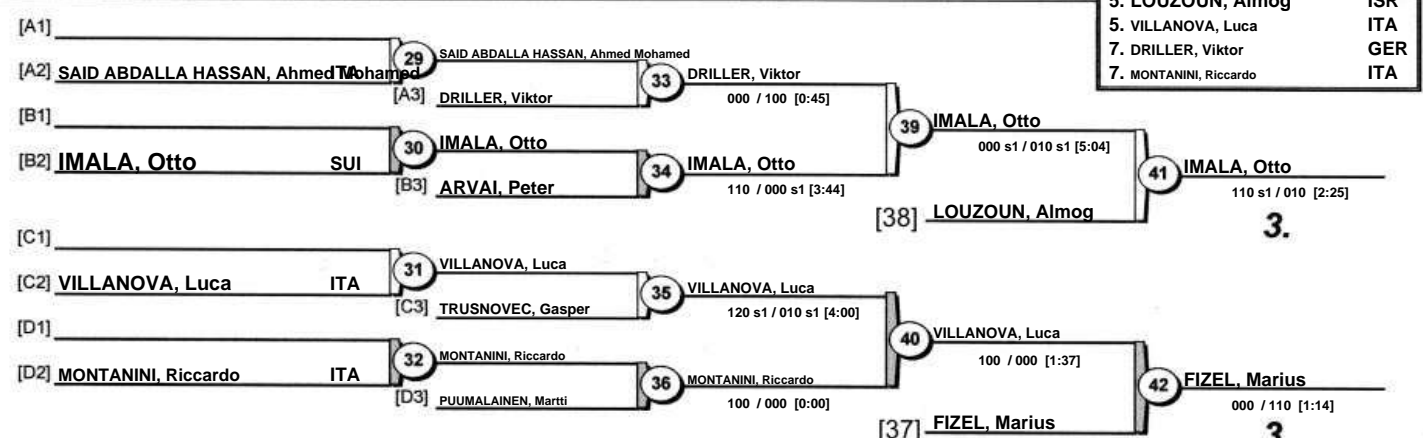 5. LOUZOUN, Almog ISR
5. VILLANOVA, Luca ITA
7. DRILLER, Viktor GER
7. MONTANINI, Riccardo ITA
[A1]
[A2] SAID ABDALLA HASSAN, Ahmed Mohamed ITA
29 SAID ABDALLA HASSAN, Ahmed Mohamed
[A3] DRILLER, Viktor
33 DRILLER, Viktor
000 / 100 [0:45]
[B1]
[B2] IMALA, Otto SUI
30 IMALA, Otto
[B3] ARVAI, Peter
34 IMALA, Otto
110 / 000 s1 [3:44]
39 IMALA, Otto
000 s1 / 010 s1 [5:04]
[38] LOUZOUN, Almog
41 IMALA, Otto
110 s1 / 010 [2:25]
3.
[C1]
[C2] VILLANOVA, Luca ITA
31 VILLANOVA, Luca
[C3] TRUSNOVEC, Gasper
35 VILLANOVA, Luca
120 s1 / 010 s1 [4:00]
[D1]
[D2] MONTANINI, Riccardo ITA
32 MONTANINI, Riccardo
[D3] PUUMALAINEN, Martti
36 MONTANINI, Riccardo
100 / 000 [0:00]
40 VILLANOVA, Luca
100 / 000 [1:37]
[37] FIZEL, Marius
42 FIZEL, Marius
000 / 110 [1:14]
3.